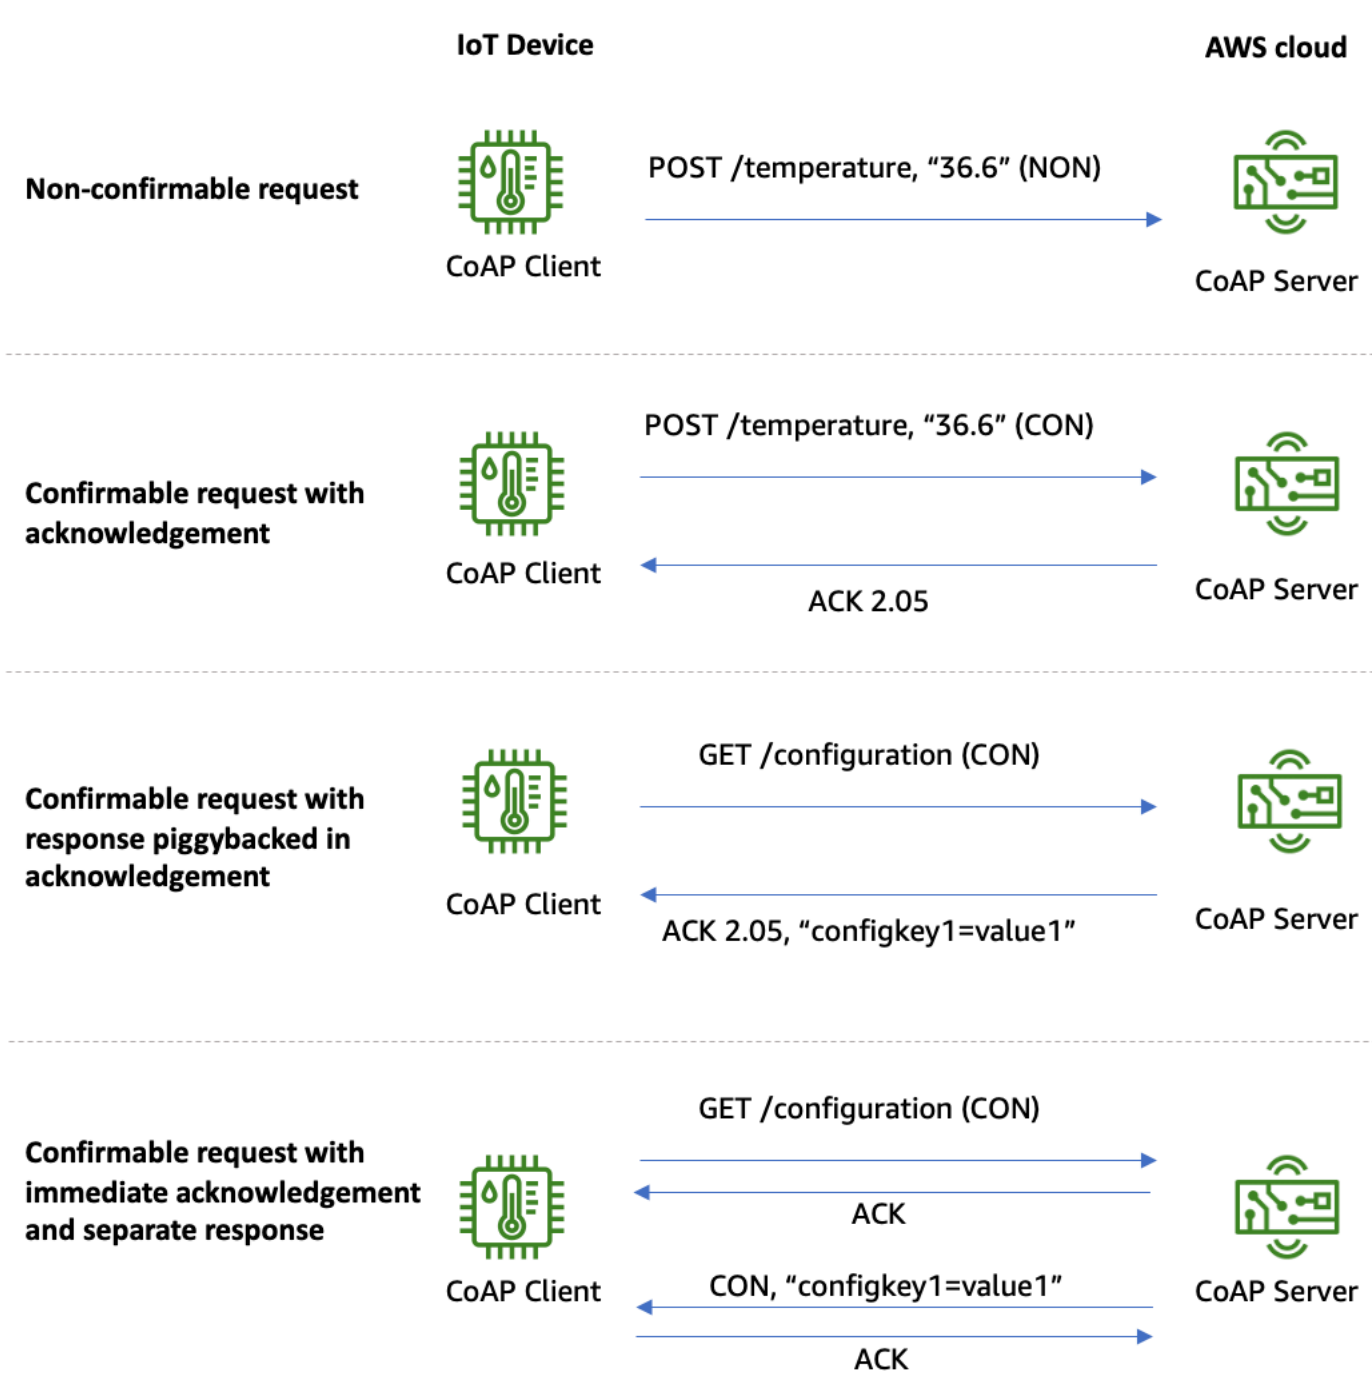 IoT Device
AWS cloud
Non-confirmable request
POST /temperature, “36.6” (NON)
CoAP Client
CoAP Server
Confirmable request with
acknowledgement
POST /temperature, “36.6” (CON)
ACK 2.05
CoAP Client
CoAP Server
Confirmable request with
response piggybacked in
acknowledgement
GET /configuration (CON)
ACK 2.05, “configkey1=value1”
CoAP Client
CoAP Server
Confirmable request with
immediate acknowledgement
and separate response
GET /configuration (CON)
ACK
CON, “configkey1=value1”
ACK
CoAP Client
CoAP Server